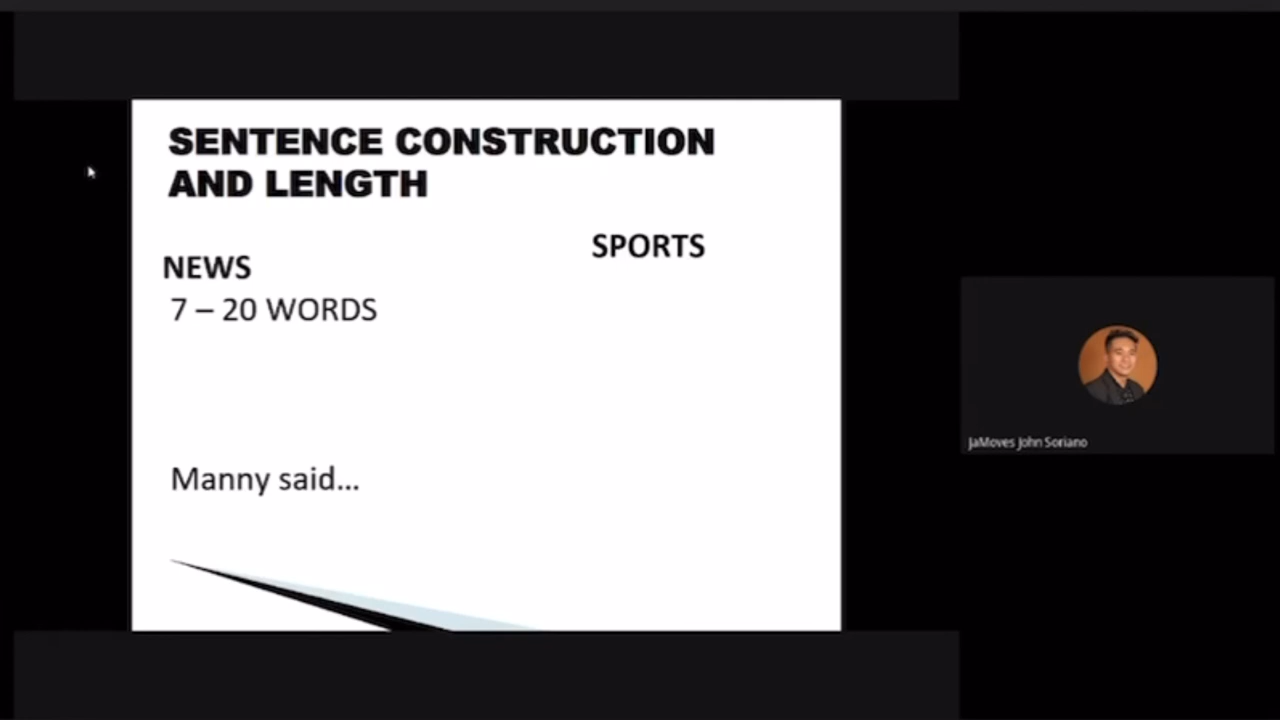 SENTENCE CONSTRUCTION
AND LENGTH
SPORTS
NEWS
7 – 20 WORDS
Manny said...
JaMoves John Soriano